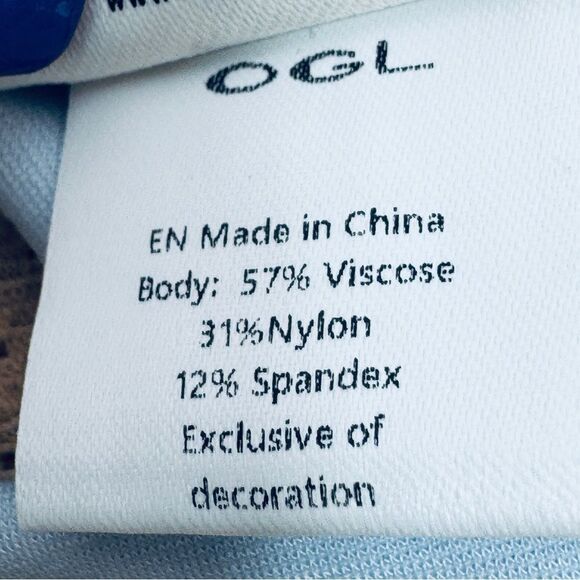 OGL
EN Made in China
Body: 57% Viscose
31%Nylon
12% Spandex
Exclusive of
decoration